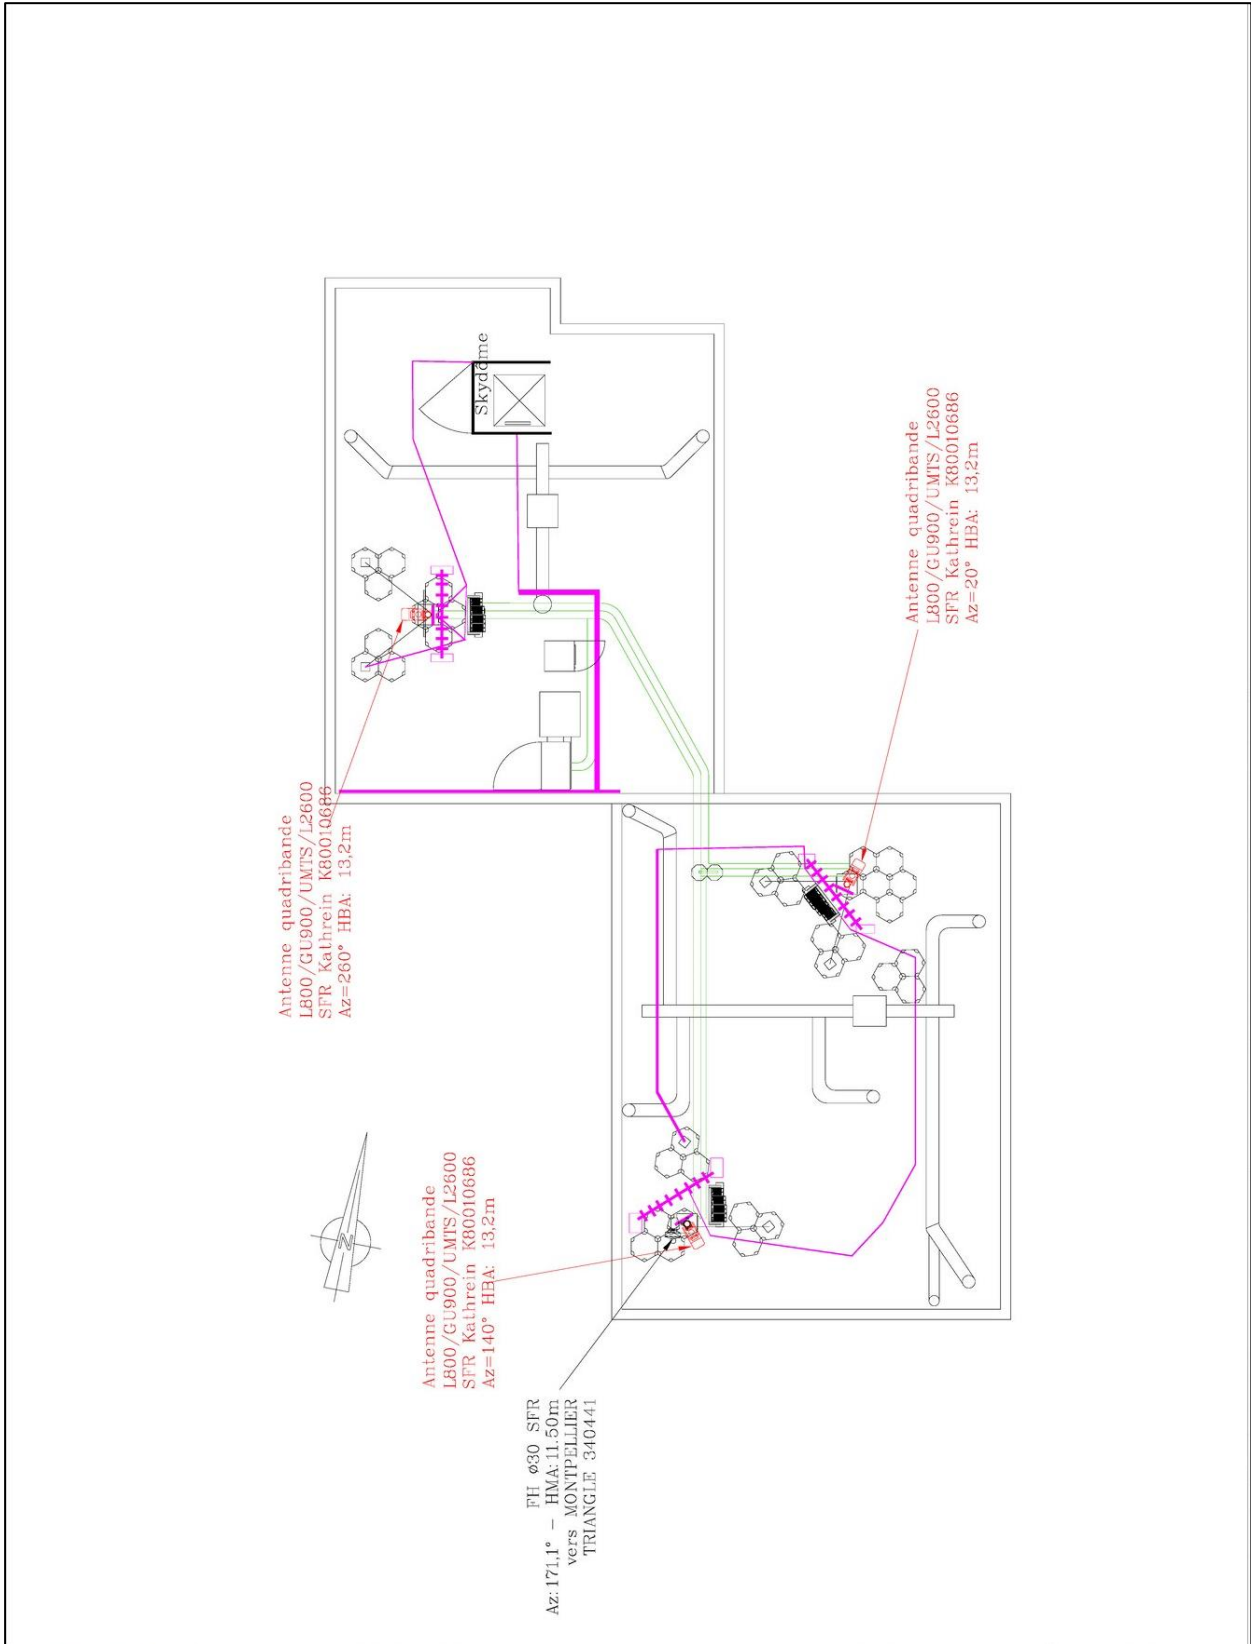 Skydôme
Antenne quadribande
L800/GU900/UMTS/L2600
SFR Kathrein K80010686
Az=20° HBA: 13,2m
Antenne quadribande
L800/GU900/UMTS/L2600
SFR Kathrein K80010686
Az=260° HBA: 13,2m
N
Antenne quadribande
L800/GU900/UMTS/L2600
SFR Kathrein K80010686
Az=140° HBA: 13,2m
FH ø30 SFR
Az:171,1° – HMA:11.50m
vers MONTPELLIER
TRIANGLE 340441